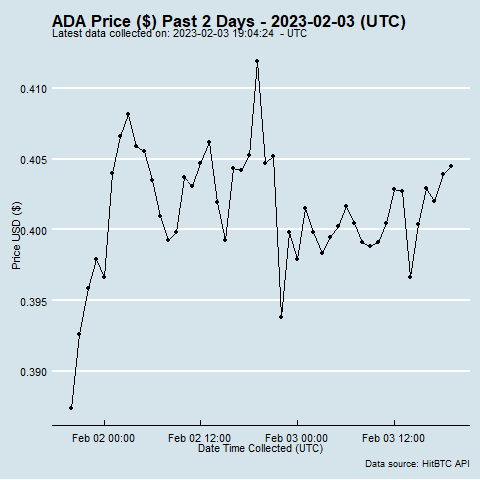 ADA Price ($) Past 2 Days - 2023-02-03 (UTC)
Latest data collected on: 2023-02-03 19:04:24  - UTC
0.410
0.405
0.400
0.395
0.390
Price USD ($)
Feb 02 00:00 Feb 02 12:00 Feb 03 00:00 Feb 03 12:00
Date Time Collected (UTC)
Data source: HitBTC API